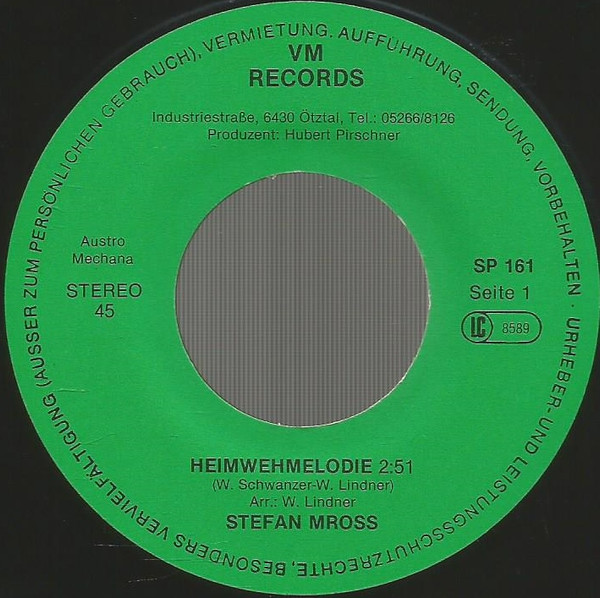 URHEBER- UND LEISTUNGSSCHUTZRECHTE, BESONDERS VERVIELFÄLTIGUNG (AUSSER ZUM PERSÖNLICHEN GEBRAUCH), VERMIETUNG. AUFFÜHRUNG, SENDUNG, VORBEHALTEN ·
VM
RECORDS
Industriestraße, 6430 Ötztal, Tel.: 05266/8126
Produzent: Hubert Pirschner
Austro
Mechana
STEREO
45
SP 161
Seite 1
LC 8589
HEIMWEHMELODIE 2:51
(W. Schwanzer-W. Lindner)
Arr.: W. Lindner
STEFAN MROSS